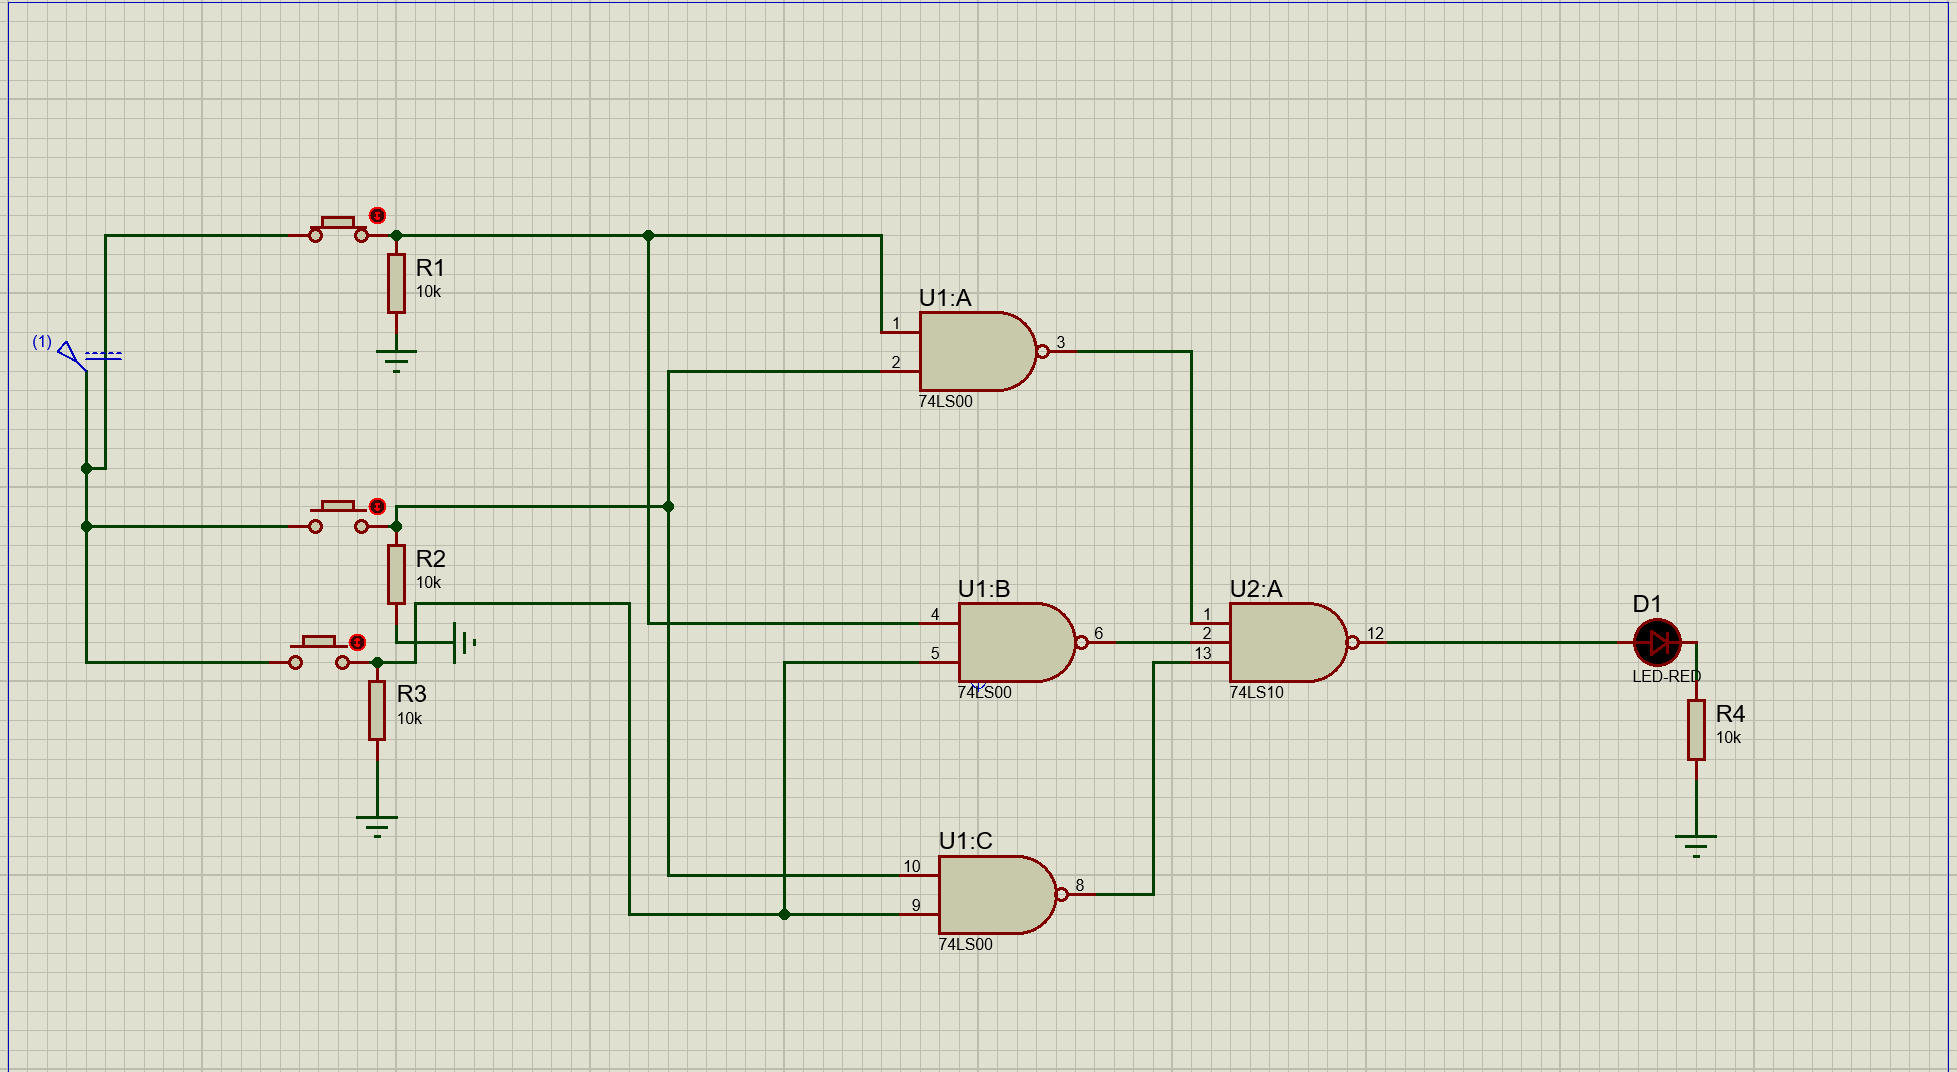 R1
10k
U1:A
1
2
3
74LS00
(1)
R2
10k
U1:B
4
5
6
74LS00
U2:A
1
2
13
12
74LS10
D1
LED-RED
R3
10k
R4
10k
U1:C
10
9
8
74LS00